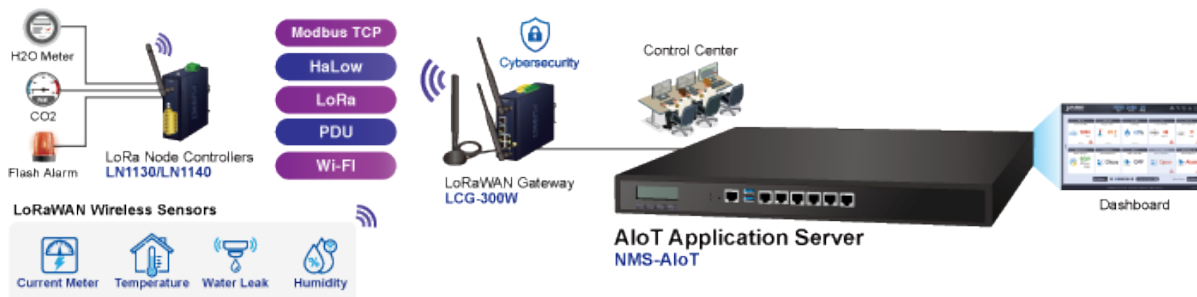 H2O Meter
CO2
Flash Alarm
LoRa Node Controllers
LN1130/LN1140
Modbus TCP
HaLow
LoRa
PDU
Wi-FI
Cybersecurity
LoRaWAN Gateway
LCG-300W
Control Center
AIoT Application Server
NMS-AIoT
Dashboard
LoRaWAN Wireless Sensors
Current Meter
Temperature
Water Leak
Humidity